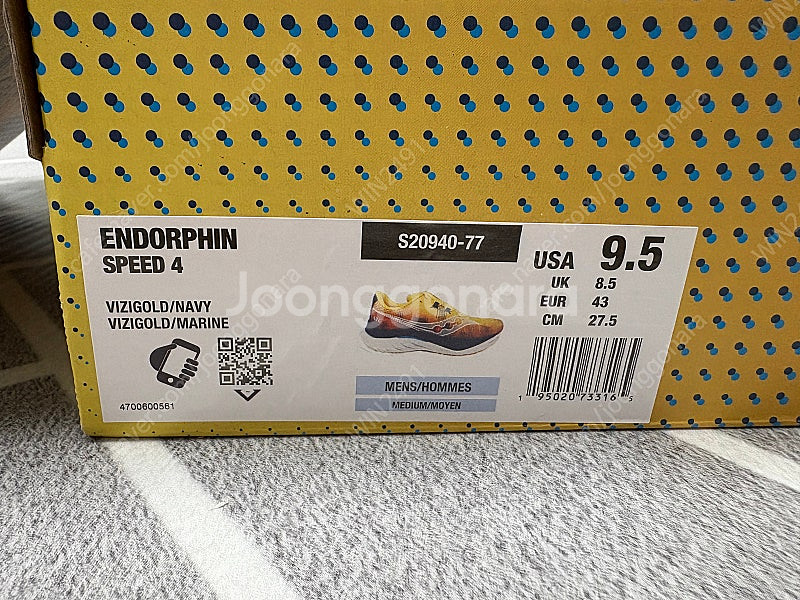 ENDORPHIN
SPEED 4
S20940-77
VIZIGOLD/NAVY
VIZIGOLD/MARINE
4700600561
MENS/HOMMES
MEDIUM/MOYEN
USA 9.5
UK 8.5
EUR 43
CM 27.5
1 95020 73316 5
Joonggonara